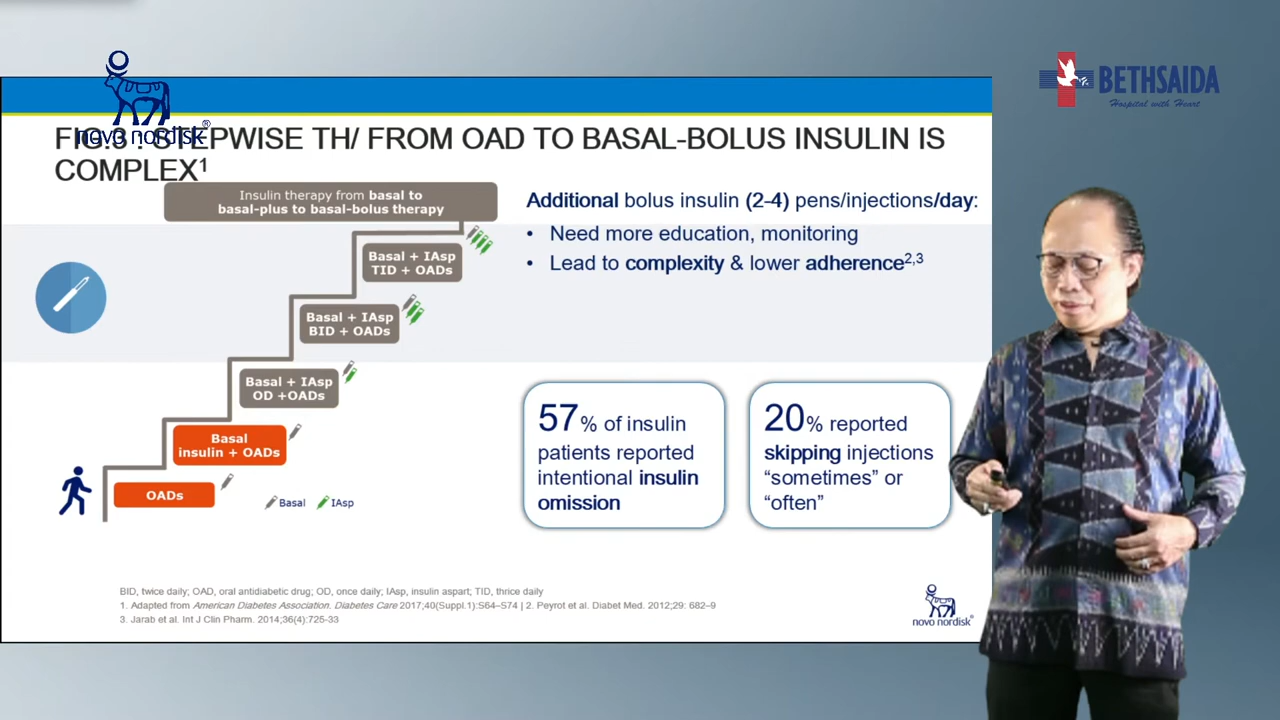 novo nordisk®
BETHSAIDA
Hospital with Heart
FIG.3 STEPWISE TH/ FROM OAD TO BASAL-BOLUS INSULIN IS
COMPLEX1
Insulin therapy from basal to
basal-plus to basal-bolus therapy
Additional bolus insulin (2-4) pens/injections/day:
• Need more education, monitoring
• Lead to complexity & lower adherence2,3
Basal + IAsp
TID + OADs
Basal + IAsp
BID + OADs
Basal + IAsp
OD +OADs
Basal
insulin + OADs
OADs
Basal
IAsp
57% of insulin
patients reported
intentional insulin
omission
20% reported
skipping injections
“sometimes” or
“often”
BID, twice daily; OAD, oral antidiabetic drug; OD, once daily; IAsp, insulin aspart; TID, thrice daily
1. Adapted from American Diabetes Association. Diabetes Care 2017;40(Suppl.1):S64–S74 | 2. Peyrot et al. Diabet Med. 2012;29: 682–9
3. Jarab et al. Int J Clin Pharm. 2014;36(4):725-33
novo nordisk®